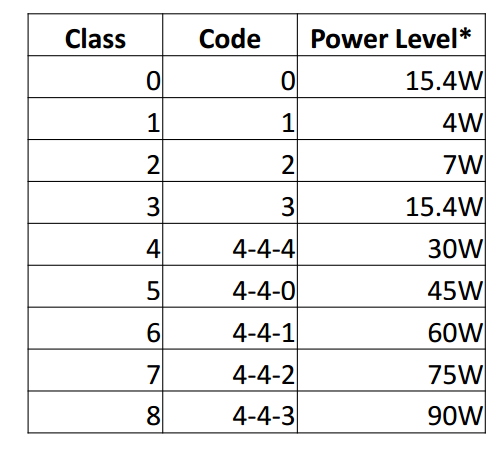 Class Code Power Level*
0 0 15.4W
1 1 4W
2 2 7W
3 3 15.4W
4 4-4-4 30W
5 4-4-0 45W
6 4-4-1 60W
7 4-4-2 75W
8 4-4-3 90W